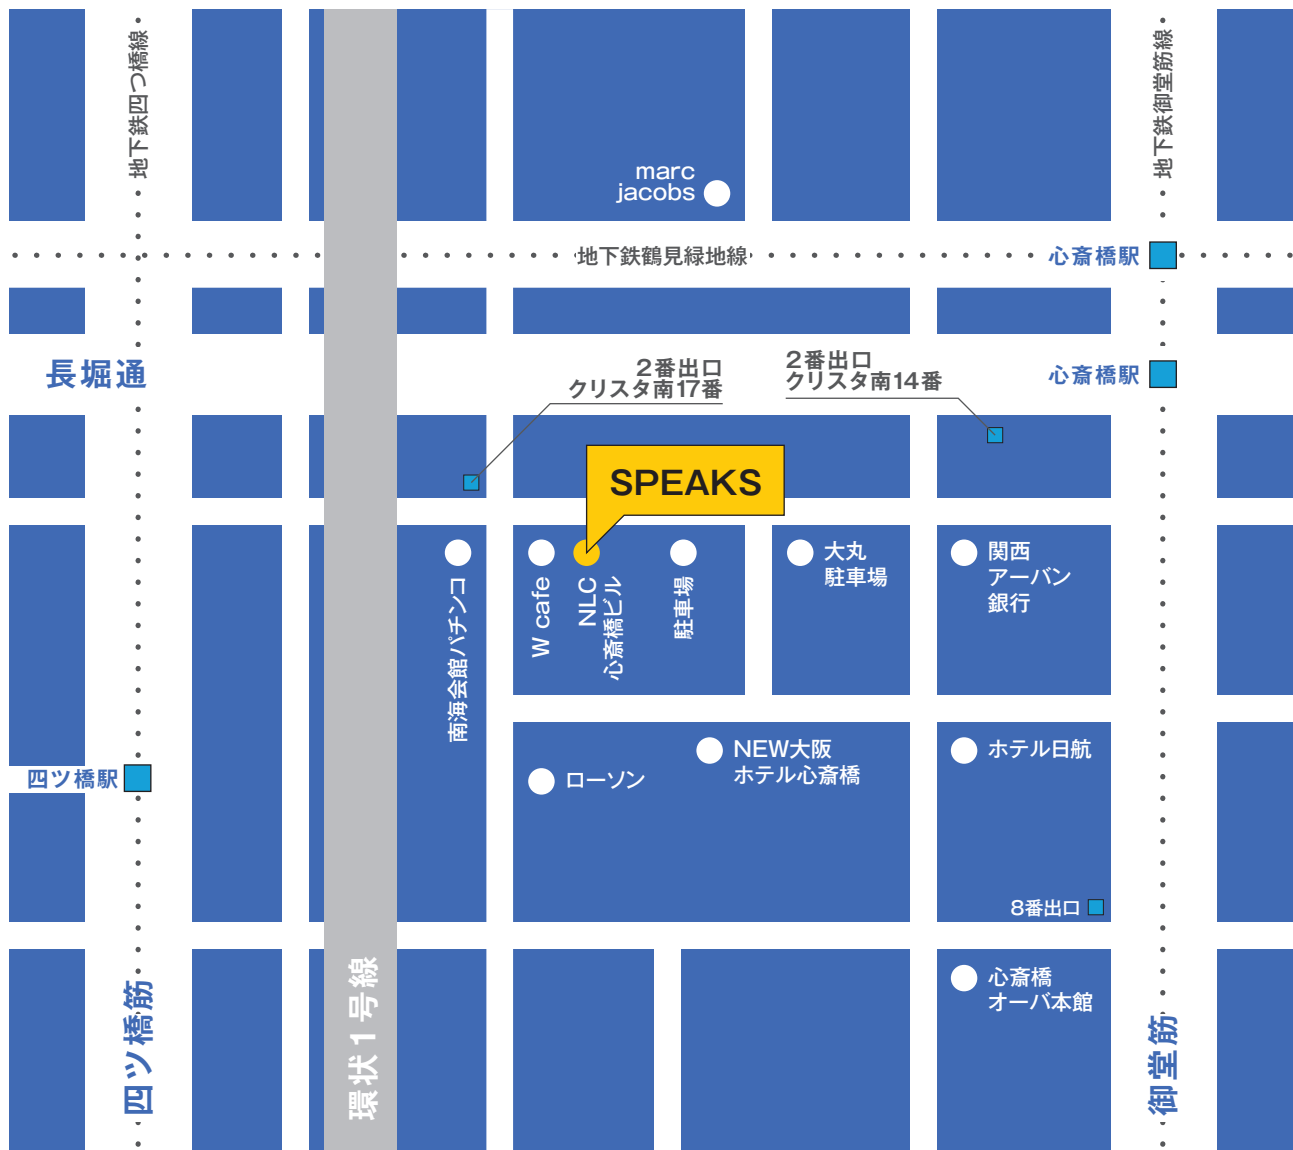 地下鉄四つ橋線
地下鉄御堂筋線
marc
jacobs
地下鉄鶴見緑地線
心斎橋駅
長堀通
2番出口
クリスタ南17番
2番出口
クリスタ南14番
心斎橋駅
SPEAKS
南海会館パチンコ
W cafe
NLC
心斎橋ビル
駐車場
大丸
駐車場
関西
アーバン
銀行
四ツ橋駅
ローソン
NEW大阪
ホテル心斎橋
ホテル日航
8番出口
心斎橋
オーバ本館
四ツ橋筋
環状1号線
御堂筋